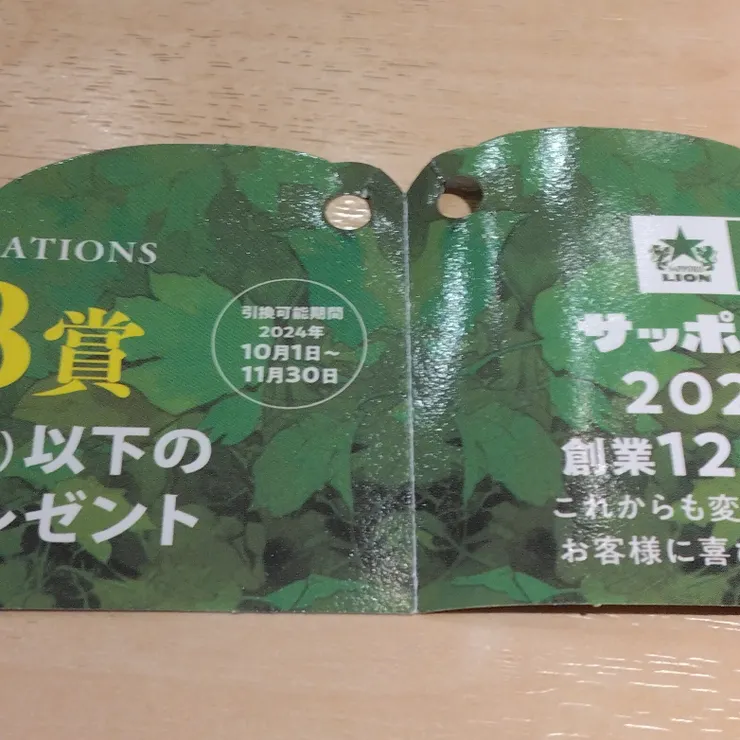 ATIONS
B賞
引換可能期間
2024年
10月1日～
11月30日
）以下の
レゼント
LION
サッポ
202
創業12
これからも変
お客様に喜